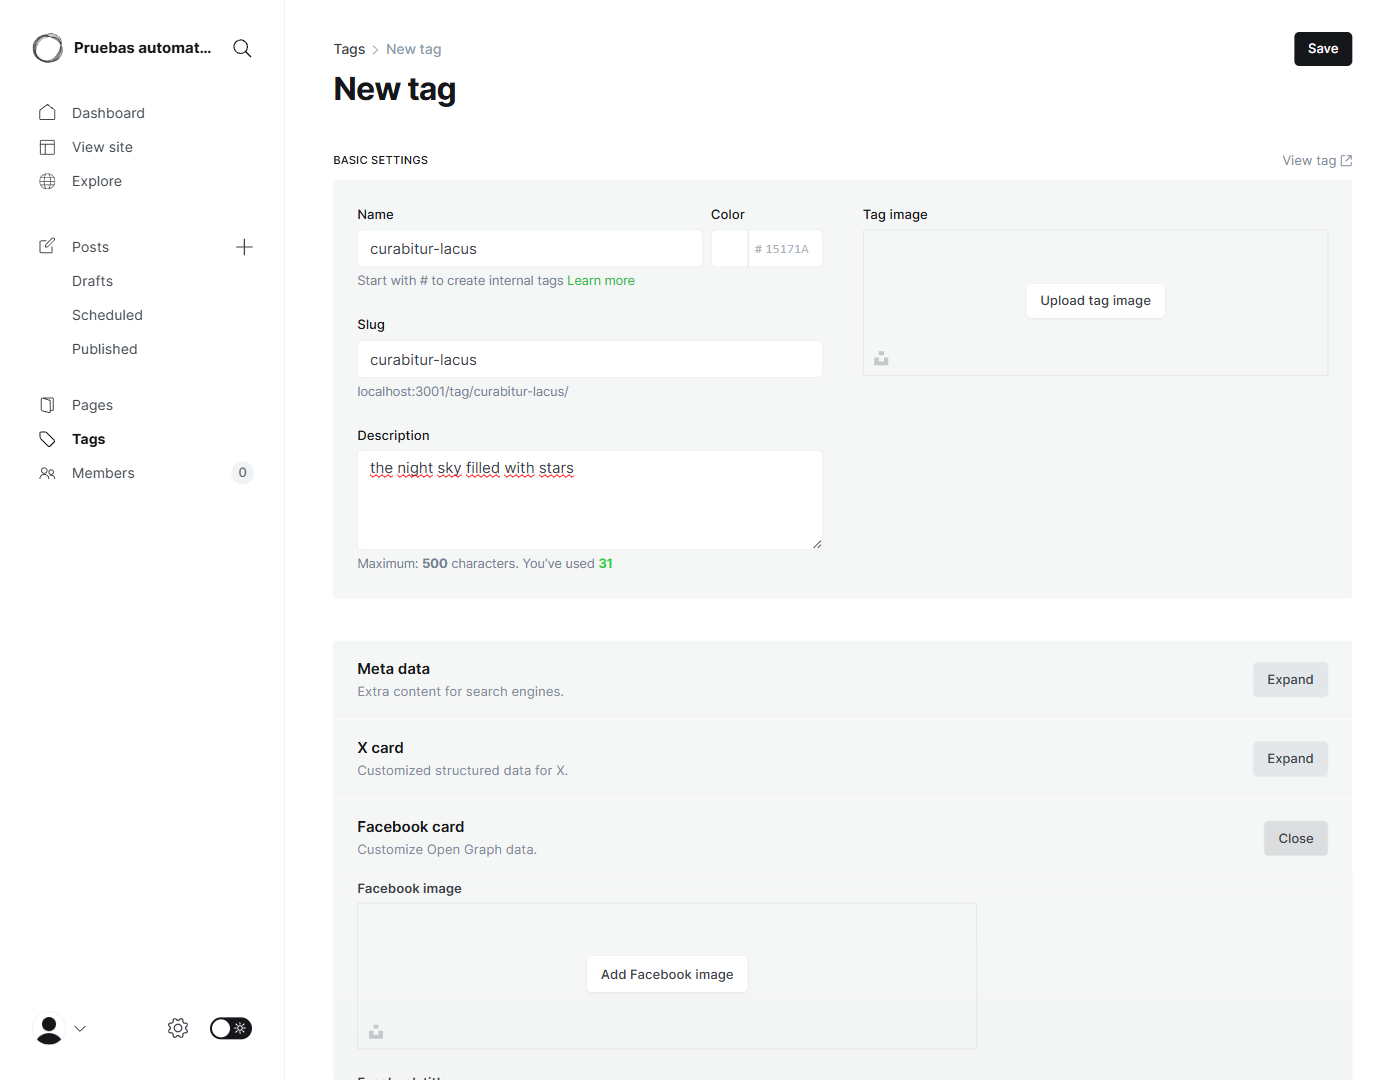 Pruebas automat...
Dashboard
View site
Explore
Posts
Drafts
Scheduled
Published
Pages
Tags
Members 0
Tags > New tag
Save
New tag
BASIC SETTINGS
View tag
Name
curabitur-lacus
Start with # to create internal tags Learn more
Color
# 15171A
Slug
curabitur-lacus
localhost:3001/tag/curabitur-lacus/
Description
the night sky filled with stars
Maximum: 500 characters. You've used 31
Tag image
Upload tag image
Meta data
Extra content for search engines.
Expand
X card
Customized structured data for X.
Expand
Facebook card
Customize Open Graph data.
Close
Facebook image
Add Facebook image